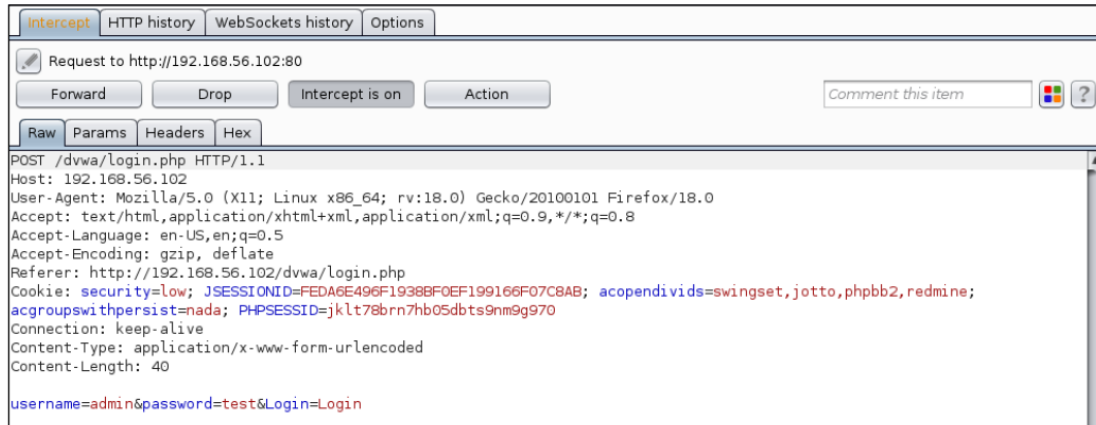 Intercept HTTP history WebSockets history Options
Request to http://192.168.56.102:80
Forward Drop Intercept is on Action Comment this item ?
Raw Params Headers Hex
POST /dvwa/login.php HTTP/1.1
Host: 192.168.56.102
User-Agent: Mozilla/5.0 (X11; Linux x86_64; rv:18.0) Gecko/20100101 Firefox/18.0
Accept: text/html,application/xhtml+xml,application/xml;q=0.9,*/*;q=0.8
Accept-Language: en-US,en;q=0.5
Accept-Encoding: gzip, deflate
Referer: http://192.168.56.102/dvwa/login.php
Cookie: security=low; JSESSIONID=FEDA6E496F1938BF0EF199166F07C8AB; acopendivids=swingset,jotto,phpbb2,redmine;
acgroupswithpersist=nada; PHPSESSID=jklt78brn7hb05dbts9nm9g970
Connection: keep-alive
Content-Type: application/x-www-form-urlencoded
Content-Length: 40
username=admin&password=test&Login=Login